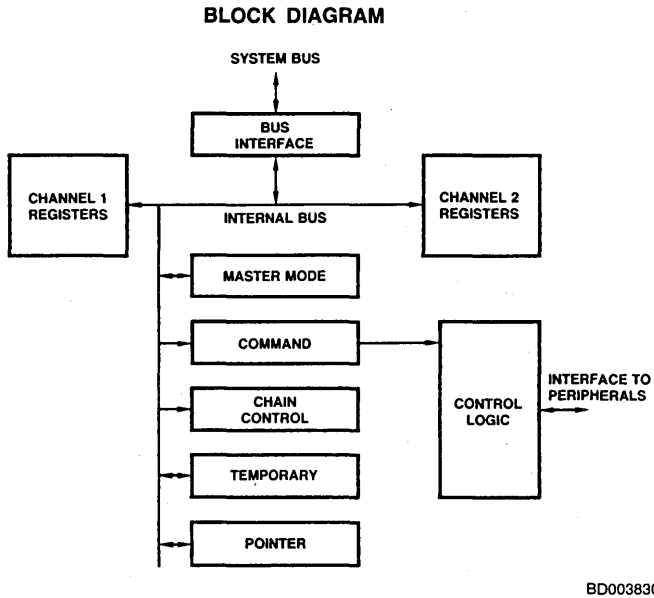 BLOCK DIAGRAM
SYSTEM BUS
BUS
INTERFACE
CHANNEL 1
REGISTERS
CHANNEL 2
REGISTERS
INTERNAL BUS
MASTER MODE
COMMAND
CHAIN
CONTROL
TEMPORARY
POINTER
CONTROL
LOGIC
INTERFACE TO
PERIPHERALS
BD003830